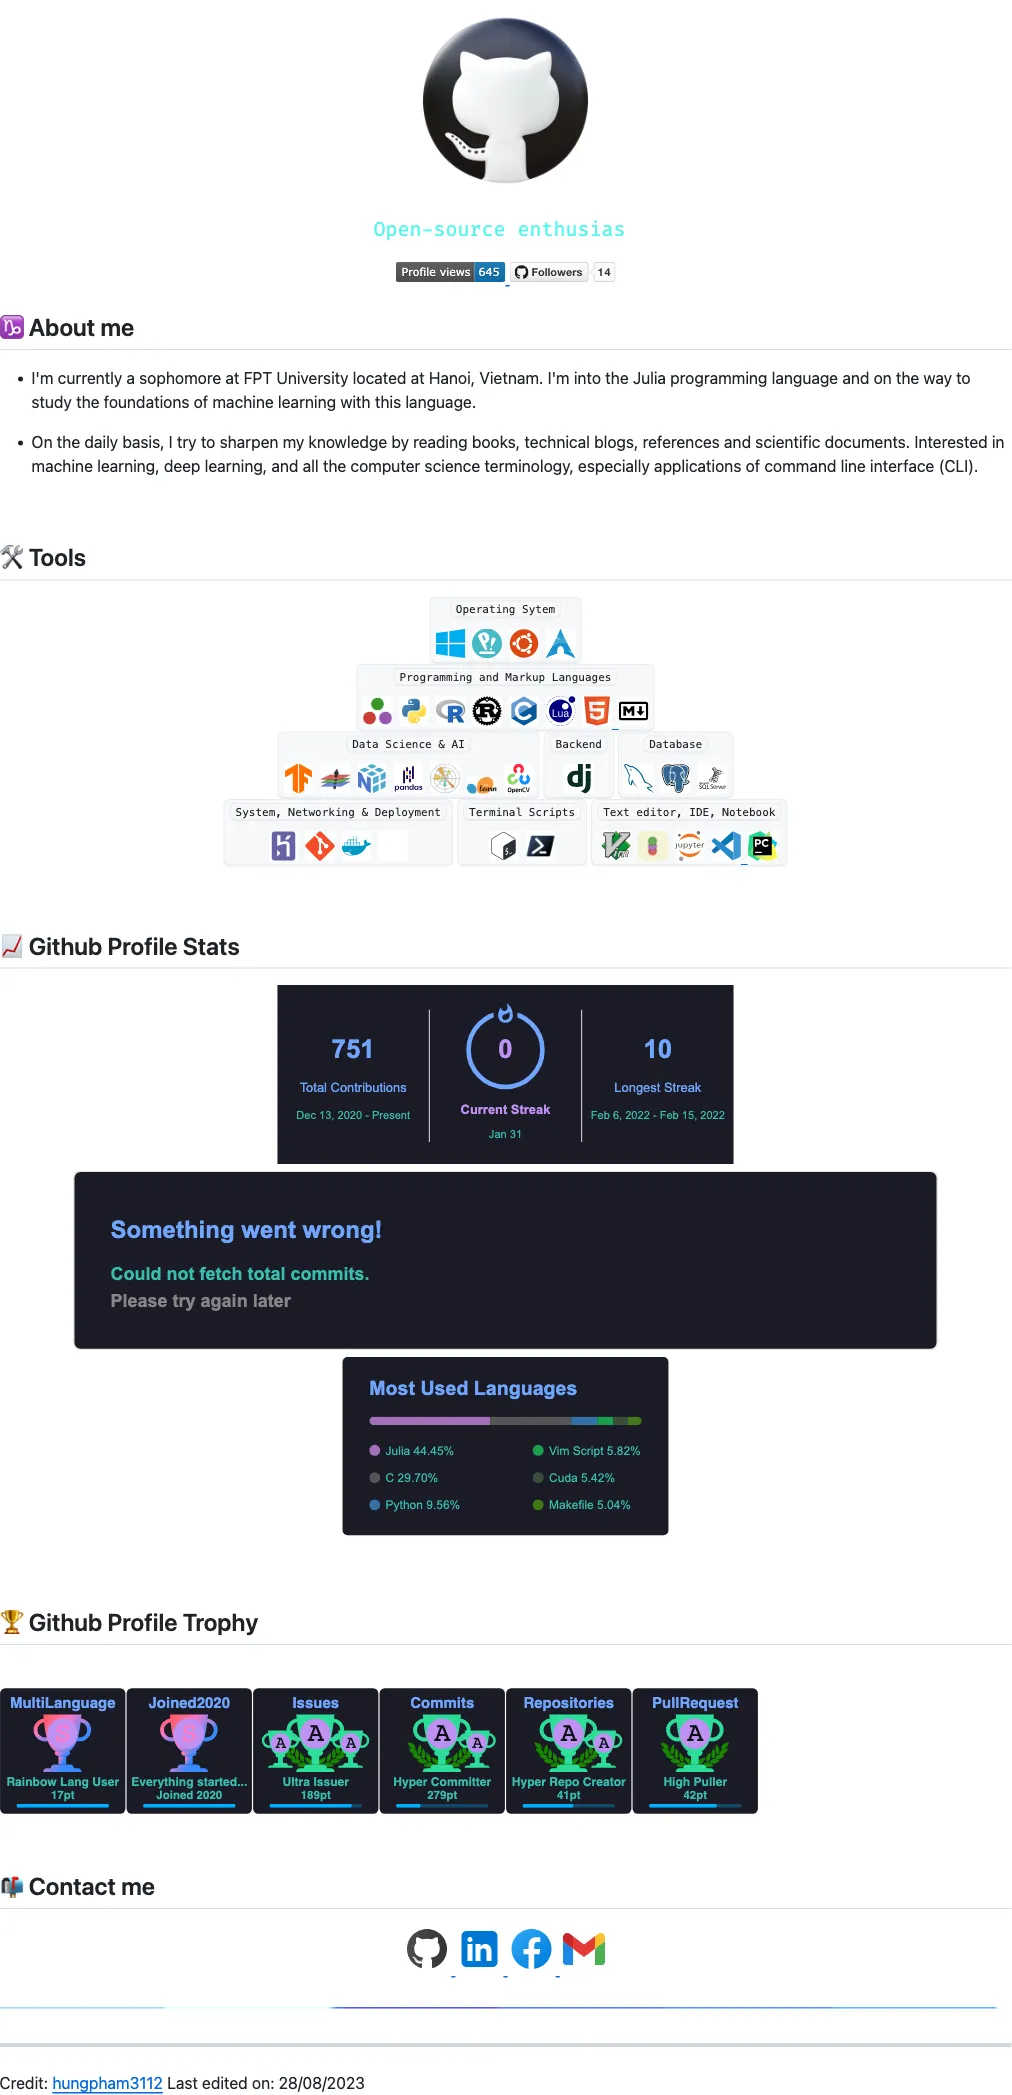 Open-source enthusias
Profile views 645 Followers 14
About me
I'm currently a sophomore at FPT University located at Hanoi, Vietnam. I'm into the Julia programming language and on the way to
study the foundations of machine learning with this language.
On the daily basis, I try to sharpen my knowledge by reading books, technical blogs, references and scientific documents. Interested in
machine learning, deep learning, and all the computer science terminology, especially applications of command line interface (CLI).
Tools
Operating Sytem
Programming and Markup Languages
R C Lua 5 M
Data Science & AI Backend Database
pandas learn OpenCV dj SQL Server
System, Networking & Deployment Terminal Scripts Text editor, IDE, Notebook
Vim jupyter PC
Github Profile Stats
751 0 10
Total Contributions Longest Streak
Current Streak
Dec 13, 2020 - Present Feb 6, 2022 - Feb 15, 2022
Jan 31
Something went wrong!
Could not fetch total commits.
Please try again later
Most Used Languages
Julia 44.45% Vim Script 5.82%
C 29.70% Cuda 5.42%
Python 9.56% Makefile 5.04%
Github Profile Trophy
MultiLanguage Joined2020 Issues Commits Repositories PullRequest
S S A A A A A A A A
Rainbow Lang User Everything started... Ultra Issuer Hyper Committer Hyper Repo Creator High Puller
17pt Joined 2020 189pt 279pt 41pt 42pt
Contact me
in f M
Credit: hungpham3112 Last edited on: 28/08/2023